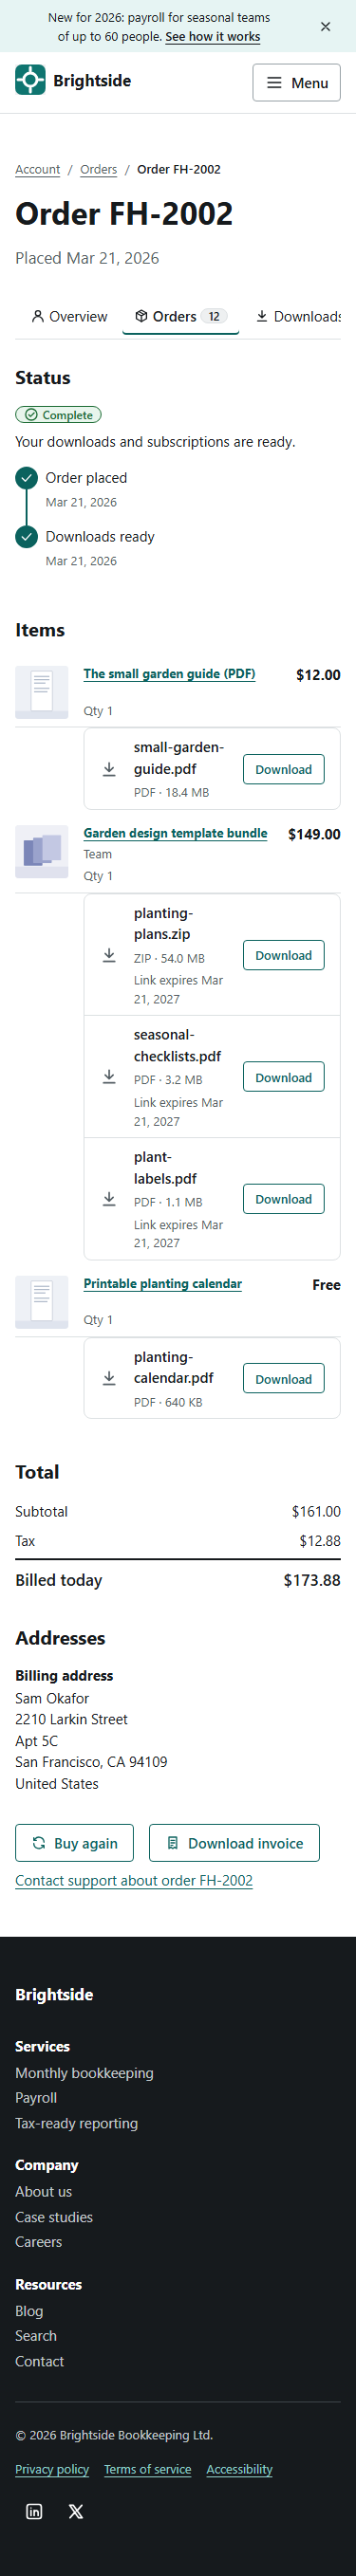 New for 2026: payroll for seasonal teams
of up to 60 people. See how it works
Brightside
Menu
Account / Orders / Order FH-2002
Order FH-2002
Placed Mar 21, 2026
Overview
Orders 12
Downloads
Status
Complete
Your downloads and subscriptions are ready.
Order placed
Mar 21, 2026
Downloads ready
Mar 21, 2026
Items
The small garden guide (PDF) $12.00
Qty 1
small-garden-
guide.pdf
PDF · 18.4 MB
Download
Garden design template bundle $149.00
Team
Qty 1
planting-
plans.zip
ZIP · 54.0 MB
Link expires Mar
21, 2027
Download
seasonal-
checklists.pdf
PDF · 3.2 MB
Link expires Mar
21, 2027
Download
plant-
labels.pdf
PDF · 1.1 MB
Link expires Mar
21, 2027
Download
Printable planting calendar Free
Qty 1
planting-
calendar.pdf
PDF · 640 KB
Download
Total
Subtotal $161.00
Tax $12.88
Billed today $173.88
Addresses
Billing address
Sam Okafor
2210 Larkin Street
Apt 5C
San Francisco, CA 94109
United States
Buy again
Download invoice
Contact support about order FH-2002
Brightside
Services
Monthly bookkeeping
Payroll
Tax-ready reporting
Company
About us
Case studies
Careers
Resources
Blog
Search
Contact
© 2026 Brightside Bookkeeping Ltd.
Privacy policy Terms of service Accessibility